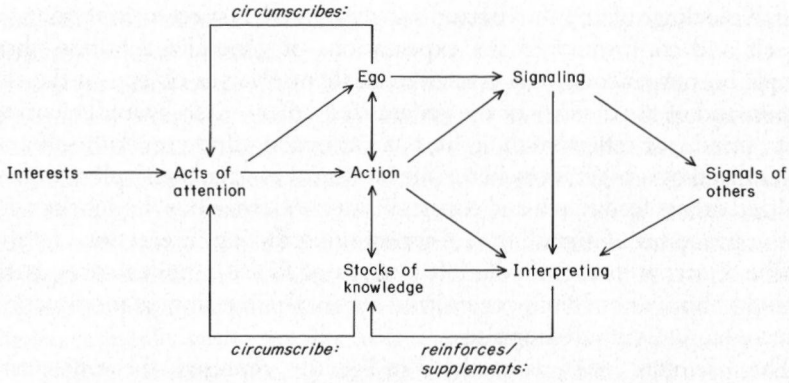 circumscribes:
Ego
Signaling
Interests
Acts of
attention
Action
Signals of
others
Stocks of
knowledge
Interpreting
circumscribe:
reinforces/
supplements: